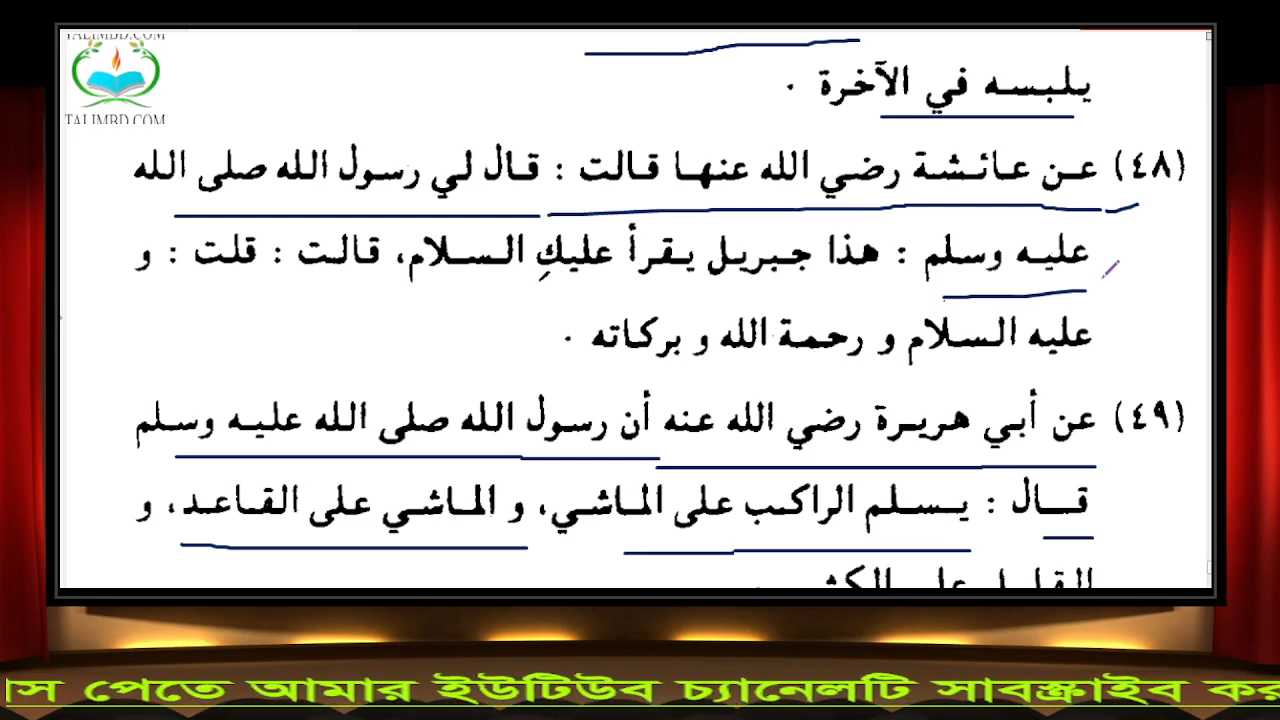 TALIMBD.COM
TALIMBD.COM
يلبسه في الآخرة .
(٤٨) عن عائشة رضي الله عنها قالت : قال لي رسول الله صلى الله
عليه وسلم : هذا جبريل يقرأ عليكِ السلام، قالت : قلت : و
عليه السلام و رحمة الله و بركاته .
(٤٩) عن أبي هريرة رضي الله عنه أن رسول الله صلى الله عليه وسلم
قال : يسلم الراكب على الماشي، و الماشي على القاعد، و
القليل على الكثير .
পেতে আমার ইউটিউব চ্যানেলটি সাবস্ক্রাইব